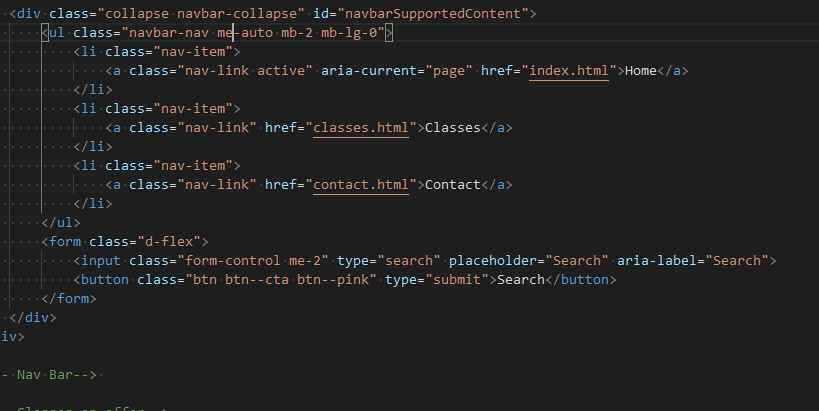 <div class="collapse navbar-collapse" id="navbarSupportedContent">
<ul class="navbar-nav me-auto mb-2 mb-lg-0">
<li class="nav-item">
<a class="nav-link active" aria-current="page" href="index.html">Home</a>
</li>
<li class="nav-item">
<a class="nav-link" href="classes.html">Classes</a>
</li>
<li class="nav-item">
<a class="nav-link" href="contact.html">Contact</a>
</li>
</ul>
<form class="d-flex">
<input class="form-control me-2" type="search" placeholder="Search" aria-label="Search">
<button class="btn btn--cta btn--pink" type="submit">Search</button>
</form>
</div>
iv>
- Nav Bar-->